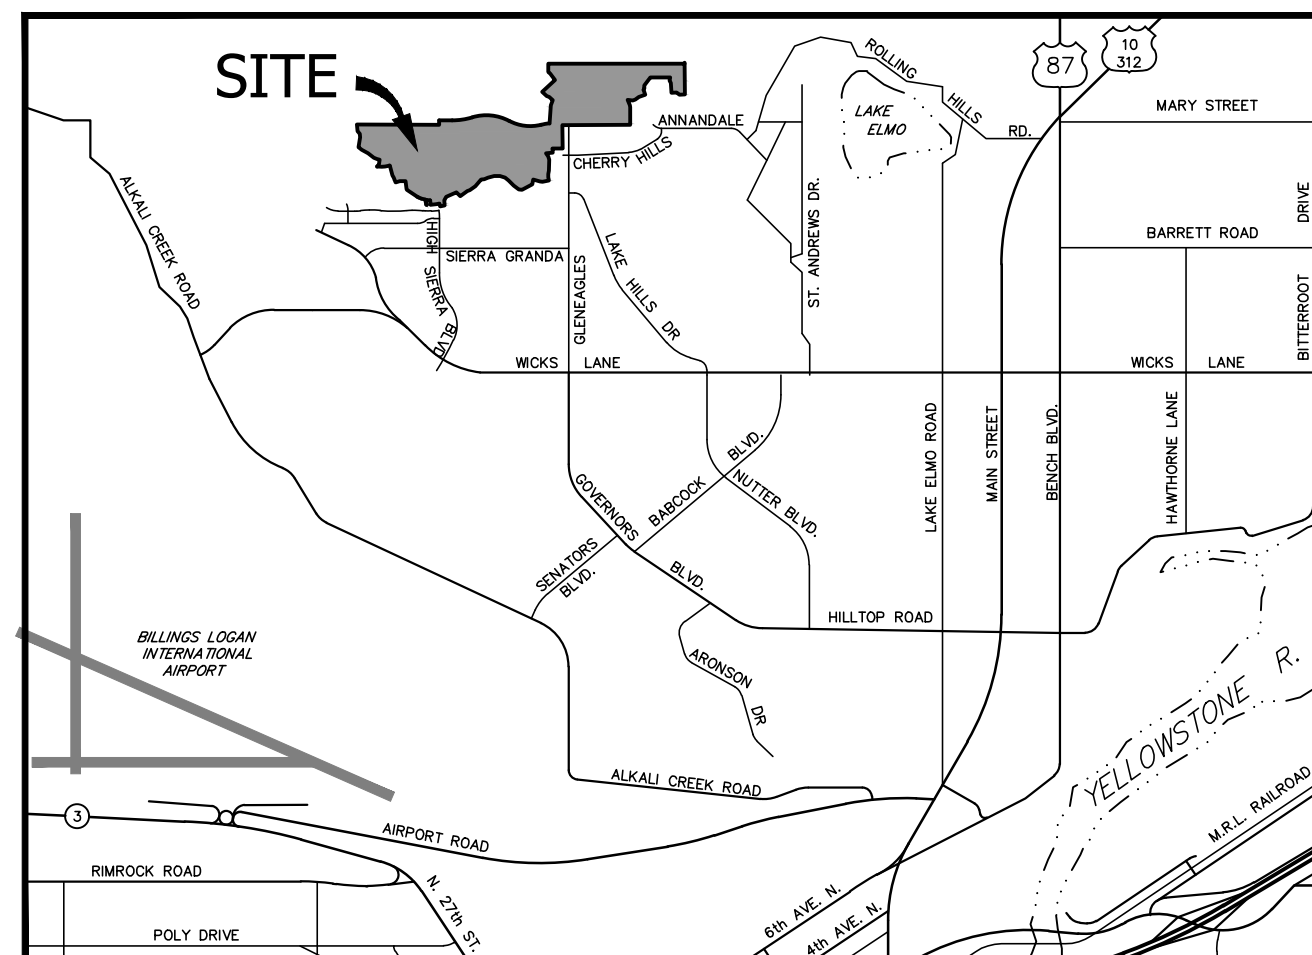 SITE
ROLLING
HILLS
RD.
87
10
312
MARY STREET
LAKE
ELMO
ANNANDALE
CHERRY HILLS
ALKALI CREEK ROAD
ST. ANDREWS DR.
DRIVE
BARRETT ROAD
HIGH SIERRA BLVD
SIERRA GRANDA
GLENEAGLES
LAKE HILLS DR
BITTERROOT
WICKS LANE
WICKS LANE
LAKE ELMO ROAD
MAIN STREET
BENCH BLVD.
HAWTHORNE LANE
GOVERNORS
BABCOCK BLVD.
NUTTER BLVD.
SENATORS
BLVD.
BLVD.
HILLTOP ROAD
BILLINGS LOGAN
INTERNATIONAL
AIRPORT
ARONSON DR
YELLOWSTONE R.
ALKALI CREEK ROAD
3
AIRPORT ROAD
M.R.L. RAILROAD
RIMROCK ROAD
N. 27th ST.
6th AVE. N.
4th AVE. N.
POLY DRIVE